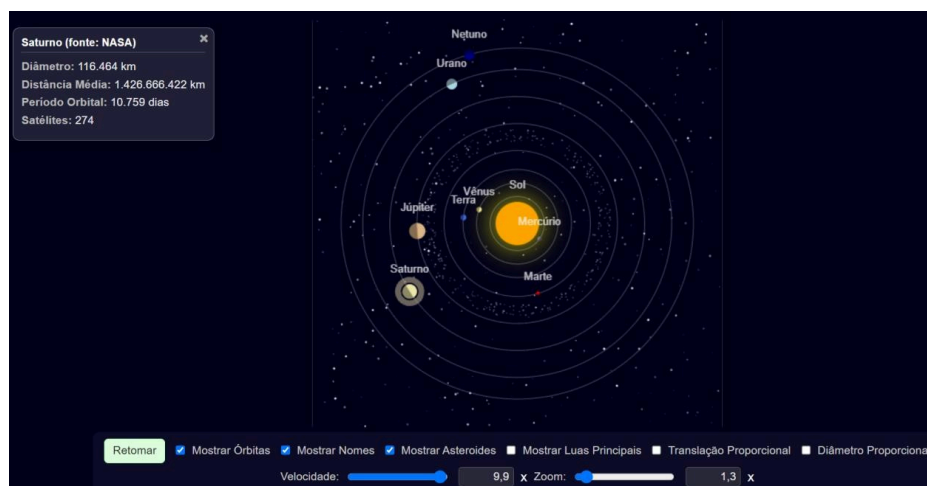 Saturno (fonte: NASA) ×
Diâmetro: 116.464 km
Distância Média: 1.426.666.422 km
Período Orbital: 10.759 dias
Satélites: 274
Netuno
Urano
Sol
Vênus
Terra
Júpiter
Mercúrio
Saturno
Marte
Retomar Mostrar Órbitas Mostrar Nomes Mostrar Asteroides Mostrar Luas Principais Translação Proporcional Diâmetro Proporciona
Velocidade: 9,9 x Zoom: 1,3 x